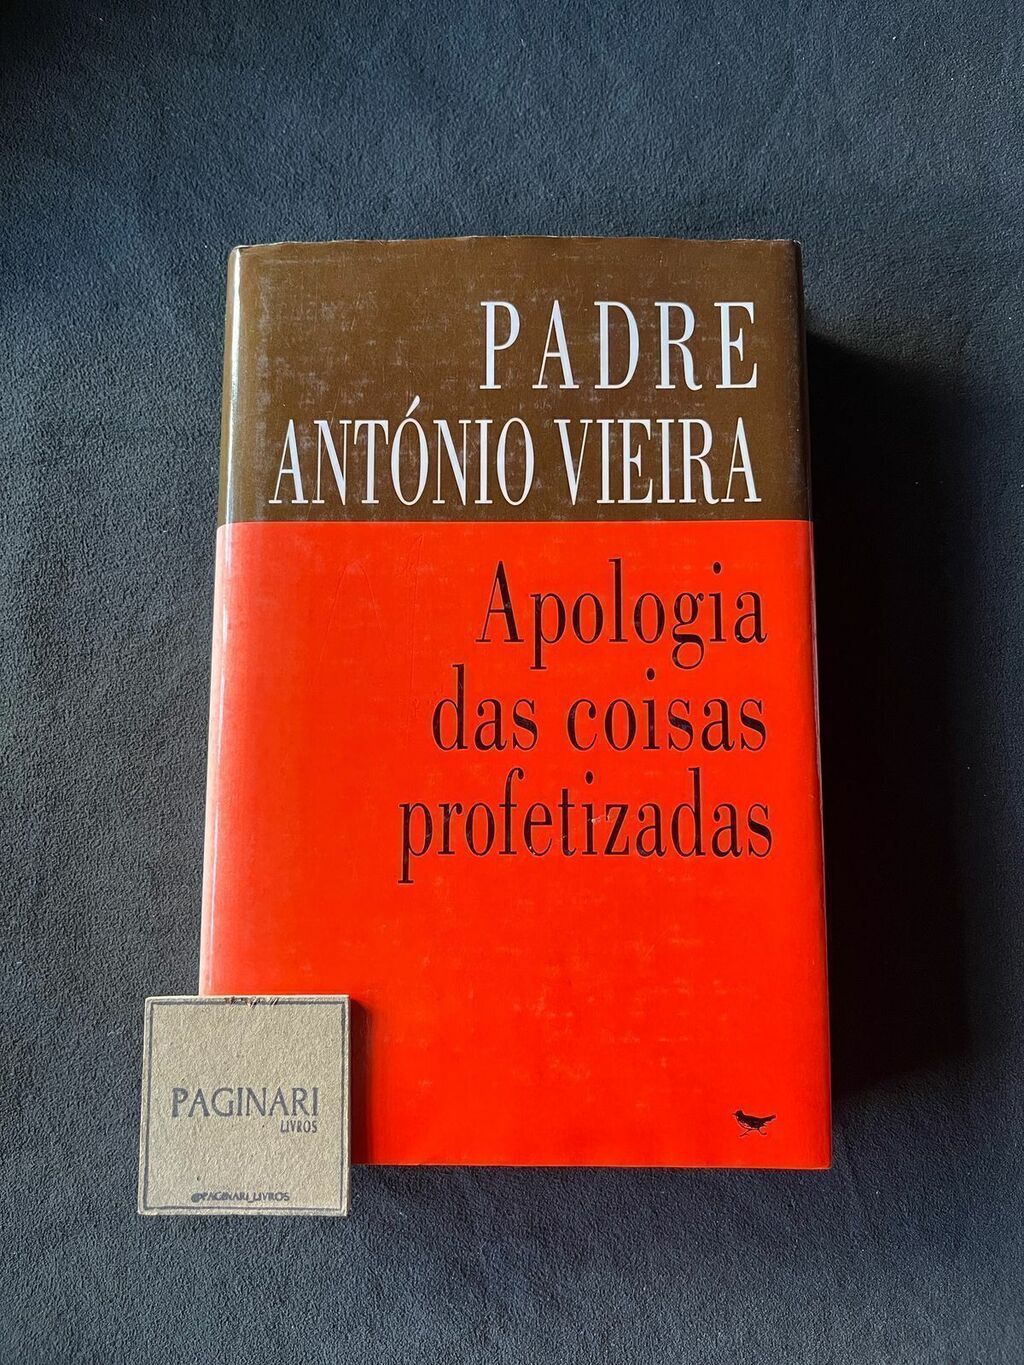 PADRE
ANTÓNIO VIEIRA
Apologia
das coisas
profetizadas
PAGINARI
LIVROS
@PAGINARI_LIVROS